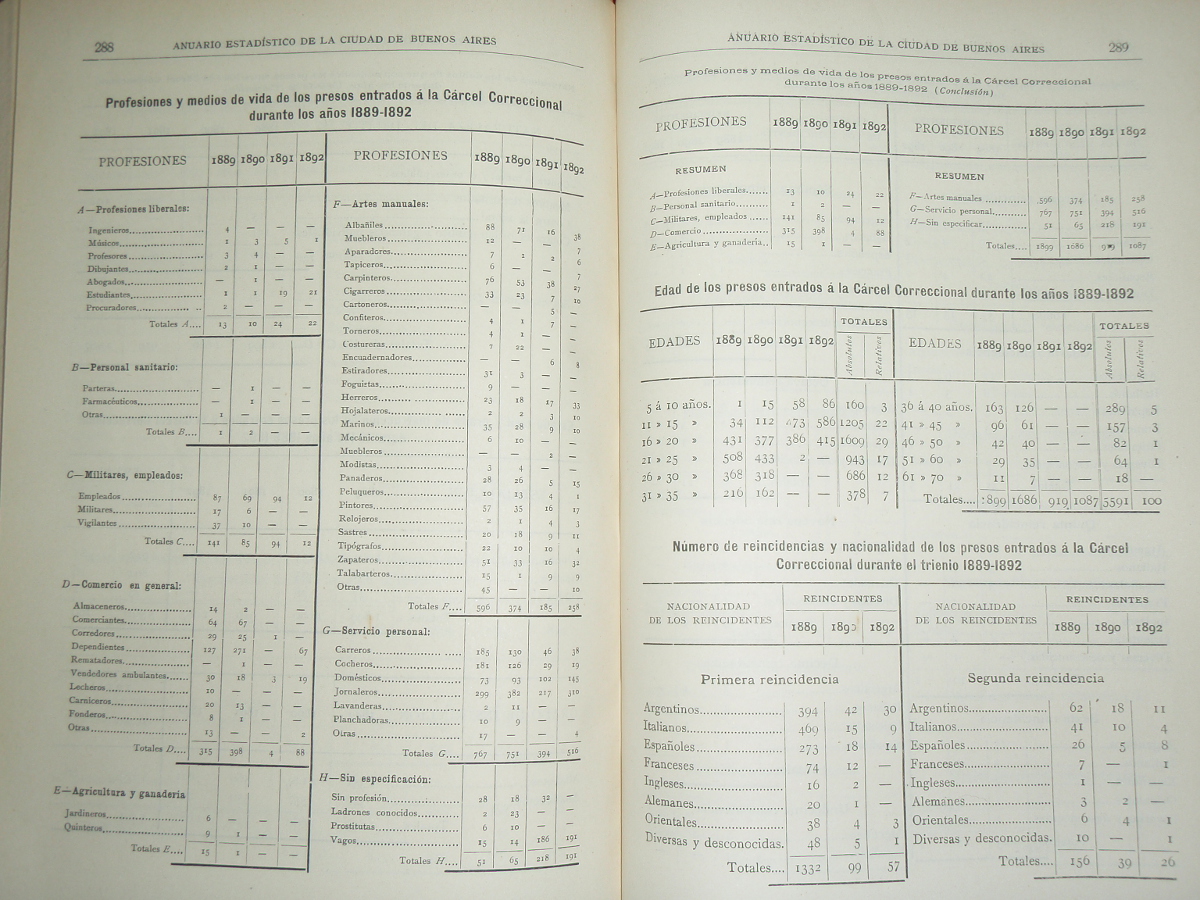 288 ANUARIO ESTADÍSTICO DE LA CIUDAD DE BUENOS AIRES
Profesiones y medios de vida de los presos entrados á la Cárcel Correccional
durante los años 1889-1892
PROFESIONES 1889 1890 1891 1892
A—Profesiones liberales:
Ingenieros 4 — — —
Músicos 1 3 5 1
Profesores 3 4 — —
Dibujantes 2 1 — —
Abogados — 1 — —
Estudiantes 1 1 19 21
Procuradores 2 — — —
Totales A.... 13 10 24 22
B—Personal sanitario:
Parteras — 1 — —
Farmacéuticos — 1 — —
Otras 1 — — —
Totales B.... 1 2 — —
C—Militares, empleados:
Empleados 87 69 94 12
Militares 17 6 — —
Vigilantes 37 10 — —
Totales C.... 141 85 94 12
D—Comercio en general:
Almaceneros 14 2 — —
Comerciantes 64 67 — —
Corredores 29 25 1 —
Dependientes 127 271 — 67
Rematadores — 1 — —
Vendedores ambulantes 30 18 3 19
Lecheros 10 — — —
Carniceros 20 13 — —
Fonderos 8 1 — —
Otras 13 — — 2
Totales D.... 315 398 4 88
E—Agricultura y ganadería
Jardineros 6 — — —
Quinteros 9 1 — —
Totales E.... 15 1 — —
PROFESIONES 1889 1890 1891 1892
F—Artes manuales:
Albañiles 88 71 16 38
Muebleros 12 — — 7
Aparadores 7 1 2 7
Tapiceros 6 — — 6
Carpinteros 76 53 38 27
Cigarreros 33 23 7 10
Cartoneros — — 5 —
Confiteros 4 1 7 —
Torneros 4 1 — —
Costureras 7 22 — —
Encuadernadores — — 6 8
Estiradores 31 3 — —
Foguistas 9 — — —
Herreros 23 18 17 33
Hojalateros 2 2 3 10
Marinos 35 28 9 10
Mecánicos 6 10 — —
Muebleros — — 2 —
Modistas 3 4 — —
Panaderos 28 26 5 15
Peluqueros 10 13 4 1
Pintores 57 35 16 17
Relojeros 2 1 4 3
Sastres 20 18 9 11
Tipógrafos 22 10 10 4
Zapateros 51 33 16 32
Talabarteros 15 1 9 9
Otras 45 — — 10
Totales F.... 596 374 185 258
G—Servicio personal:
Carreros 185 130 46 38
Cocheros 181 126 29 19
Domésticos 73 93 102 145
Jornaleros 299 382 217 310
Lavanderas 2 11 — —
Planchadoras 10 9 — —
Otras 17 — — 4
Totales G.... 767 751 394 516
H—Sin especificación:
Sin profesión 28 18 32 —
Ladrones conocidos 2 23 — —
Prostitutas 6 10 — —
Vagos 15 14 186 191
Totales H.... 51 65 218 191
ANUARIO ESTADÍSTICO DE LA CIUDAD DE BUENOS AIRES 289
Profesiones y medios de vida de los presos entrados á la Cárcel Correccional
durante los años 1889-1892 (Conclusión)
PROFESIONES 1889 1890 1891 1892
RESUMEN
A—Profesiones liberales 13 10 24 22
B—Personal sanitario 1 2 — —
C—Militares, empleados 141 85 94 12
D—Comercio 315 398 4 88
E—Agricultura y ganadería 15 1 — —
PROFESIONES 1889 1890 1891 1892
RESUMEN
F—Artes manuales 596 374 185 258
G—Servicio personal 767 751 394 516
H—Sin especificar 51 65 218 191
Totales.... 1899 1686 919 1087
Edad de los presos entrados á la Cárcel Correccional durante los años 1889-1892
EDADES 1889 1890 1891 1892 TOTALES Absolutos Relativos
5 á 10 años. 1 15 58 86 160 3
11 » 15 » 34 112 473 586 1205 22
16 » 20 » 431 377 386 415 1609 29
21 » 25 » 508 433 2 — 943 17
26 » 30 » 368 318 — — 686 12
31 » 35 » 216 162 — — 378 7
EDADES 1889 1890 1891 1892 TOTALES Absolutos Relativos
36 á 40 años. 163 126 — — 289 5
41 » 45 » 96 61 — — 157 3
46 » 50 » 42 40 — — 82 1
51 » 60 » 29 35 — — 64 1
61 » 70 » 11 7 — — 18 —
Totales.... 1899 1686 919 1087 5591 100
Número de reincidencias y nacionalidad de los presos entrados á la Cárcel
Correccional durante el trienio 1889-1892
NACIONALIDAD
DE LOS REINCIDENTES
REINCIDENTES
1889 1890 1892
Primera reincidencia
Argentinos 394 42 30
Italianos 469 15 9
Españoles 273 18 14
Franceses 74 12 —
Ingleses 16 2 —
Alemanes 20 1 —
Orientales 38 4 3
Diversas y desconocidas. 48 5 1
Totales.... 1332 99 57
NACIONALIDAD
DE LOS REINCIDENTES
REINCIDENTES
1889 1890 1892
Segunda reincidencia
Argentinos 62 18 11
Italianos 41 10 4
Españoles 26 5 8
Franceses 7 — 1
Ingleses 1 — —
Alemanes 3 2 —
Orientales 6 4 1
Diversas y desconocidas. 10 — 1
Totales.... 156 39 26